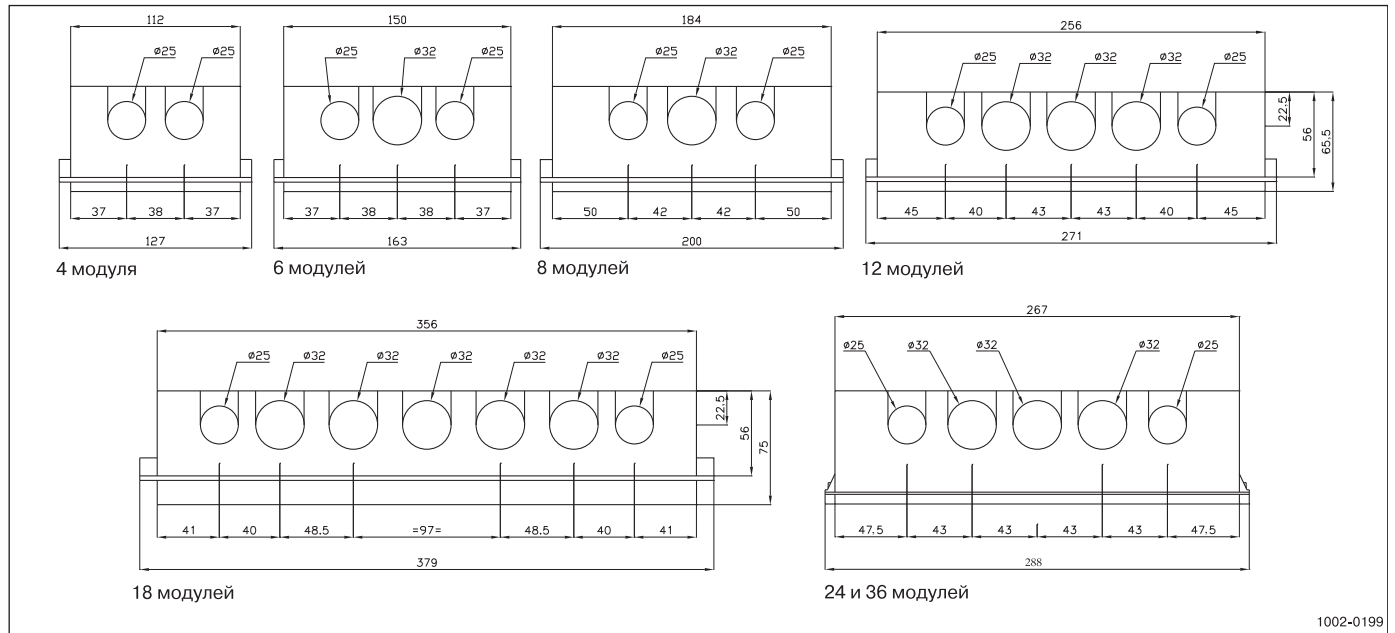 112
ø25 ø25
37 38 37
127
4 модуля
150
ø25 ø32 ø25
37 38 38 37
163
6 модулей
184
ø25 ø32 ø25
50 42 42 50
200
8 модулей
256
ø25 ø32 ø32 ø32 ø25
22,5
56
65,5
45 40 43 43 40 45
271
12 модулей
356
ø25 ø32 ø32 ø32 ø32 ø32 ø25
22,5
56
75
41 40 48.5 =97= 48.5 40 41
379
18 модулей
267
ø25 ø32 ø32 ø32 ø25
47,5 43 43 43 43 47,5
288
24 и 36 модулей
1002-0199